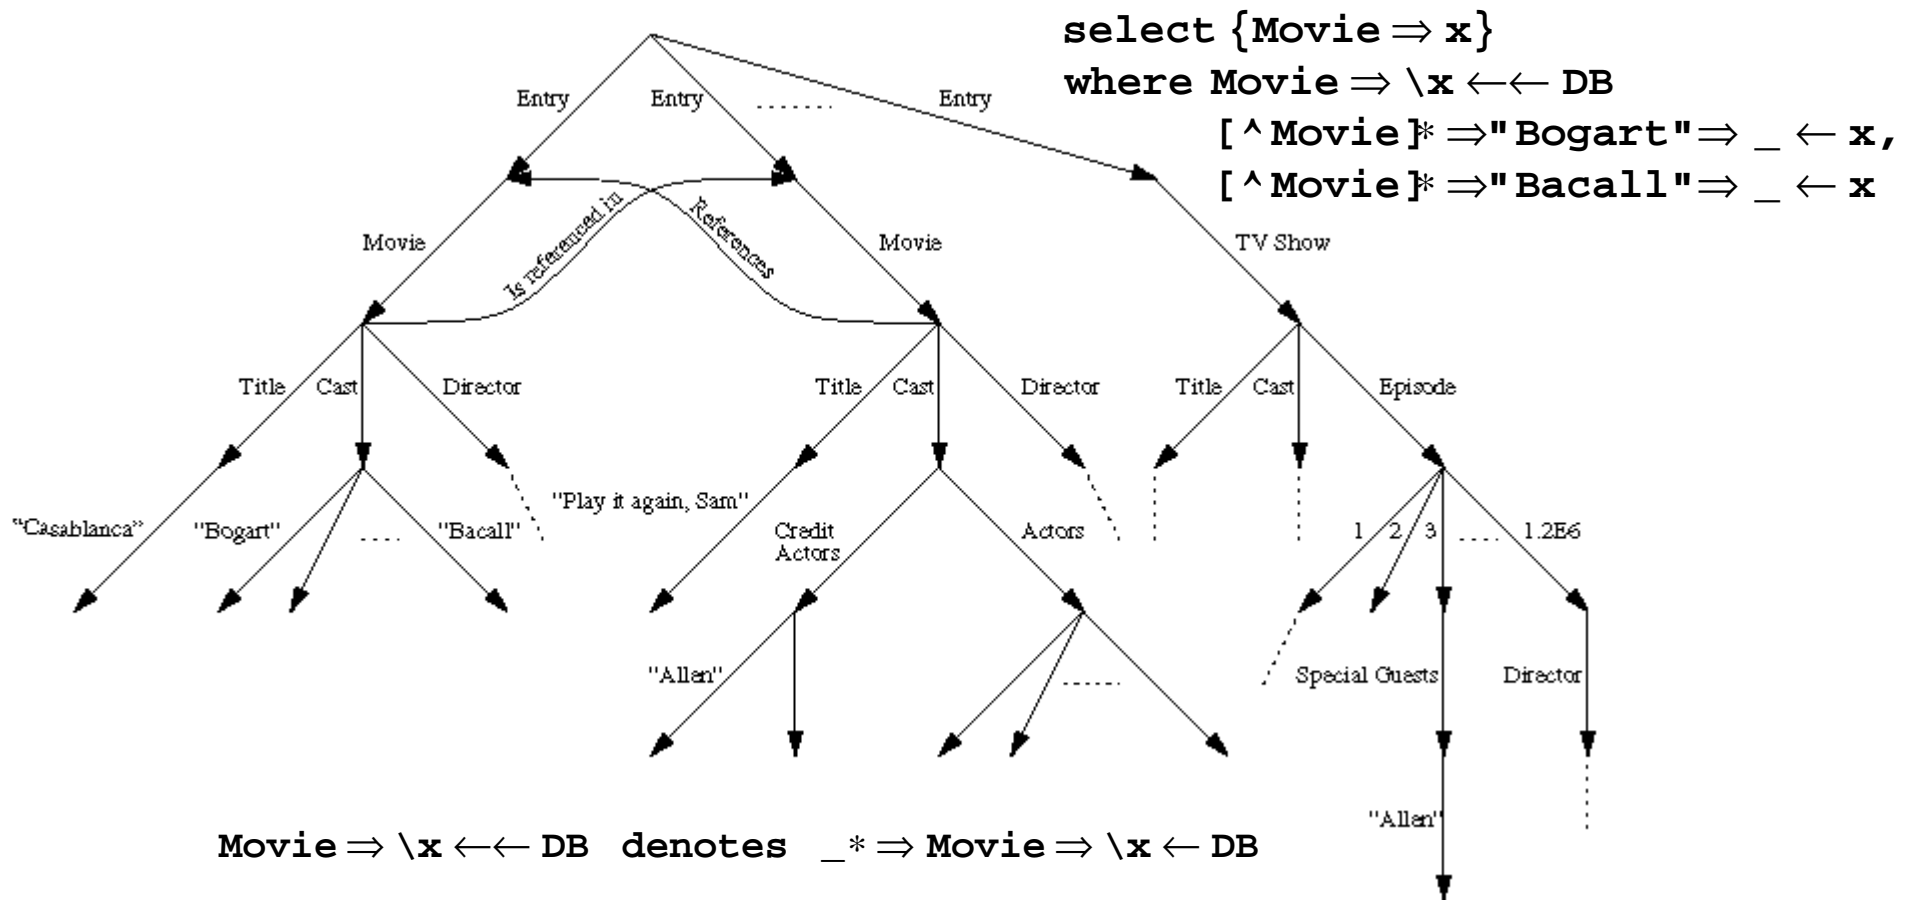 select {Movie ⇒ x}
where Movie ⇒ \x ←← DB
[^Movie]* ⇒"Bogart"⇒ _ ← x,
[^Movie]* ⇒"Bacall"⇒ _ ← x
Entry Entry ........ Entry
Is referenced in References
Movie Movie TV Show
Title Cast Director Title Cast Director Title Cast Episode
"Casablanca" "Bogart" ..... "Bacall" "Play it again, Sam" Credit Actors Actors 1 2 3 ..... 1.2E6
"Allen" ...... Special Guests Director
"Allen"
Movie ⇒ \x ←← DB denotes _* ⇒ Movie ⇒ \x ← DB